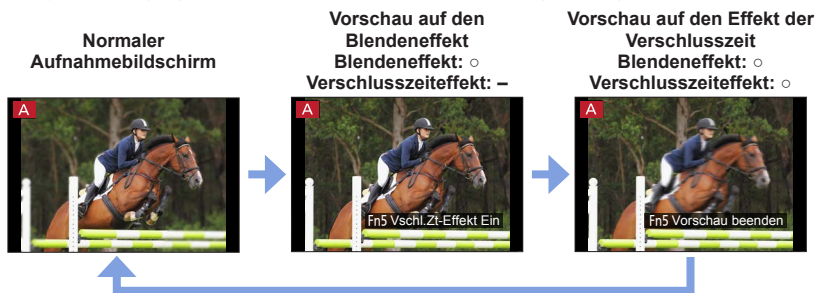 Normaler
Aufnahmebildschirm
Vorschau auf den
Blendeneffekt
Blendeneffekt: ○
Verschlusszeiteffekt: –
Vorschau auf den Effekt der
Verschlusszeit
Blendeneffekt: ○
Verschlusszeiteffekt: ○
A
A
Fn5 Vschl.Zt-Effekt Ein
A
Fn5 Vorschau beenden